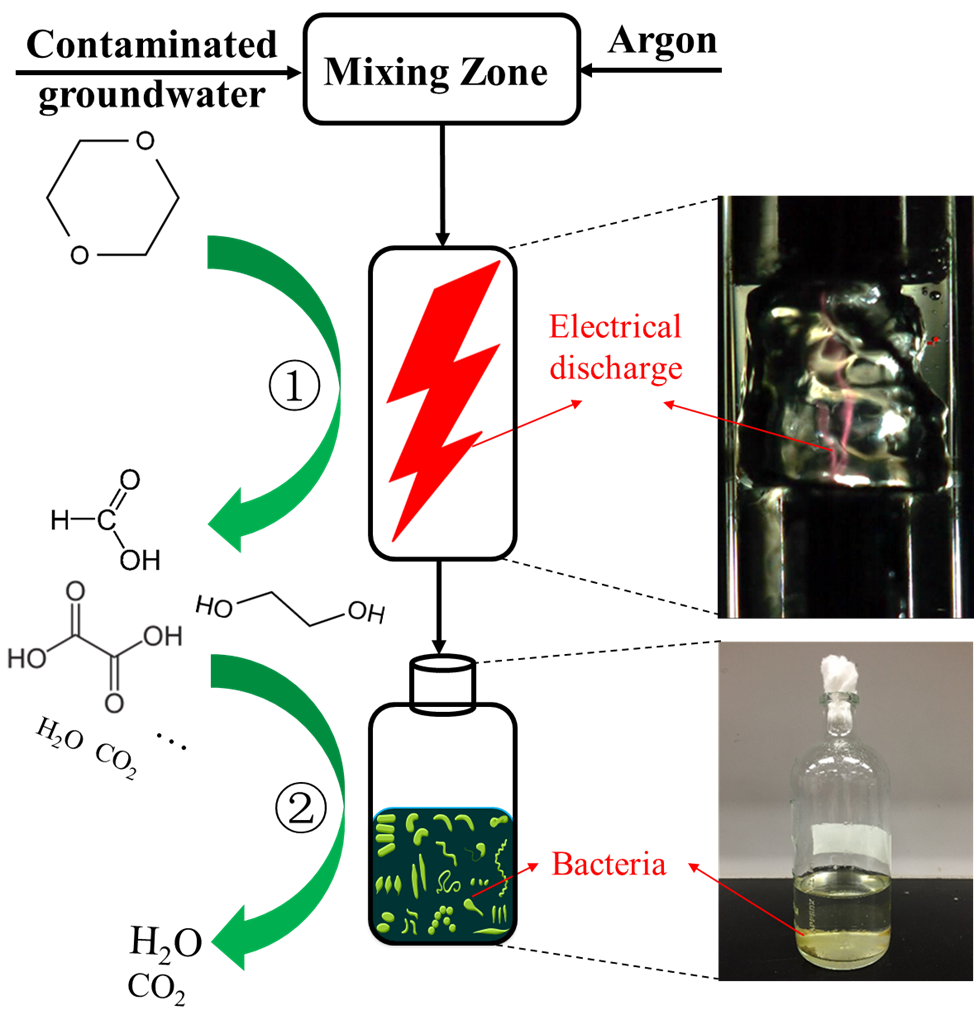 Contaminated
groundwater
Mixing Zone
Argon
O
O
Electrical
discharge
①
O
H C
OH
O
HO OH
OH
HO
O
H₂O CO₂ ...
②
Bacteria
H₂O
CO₂